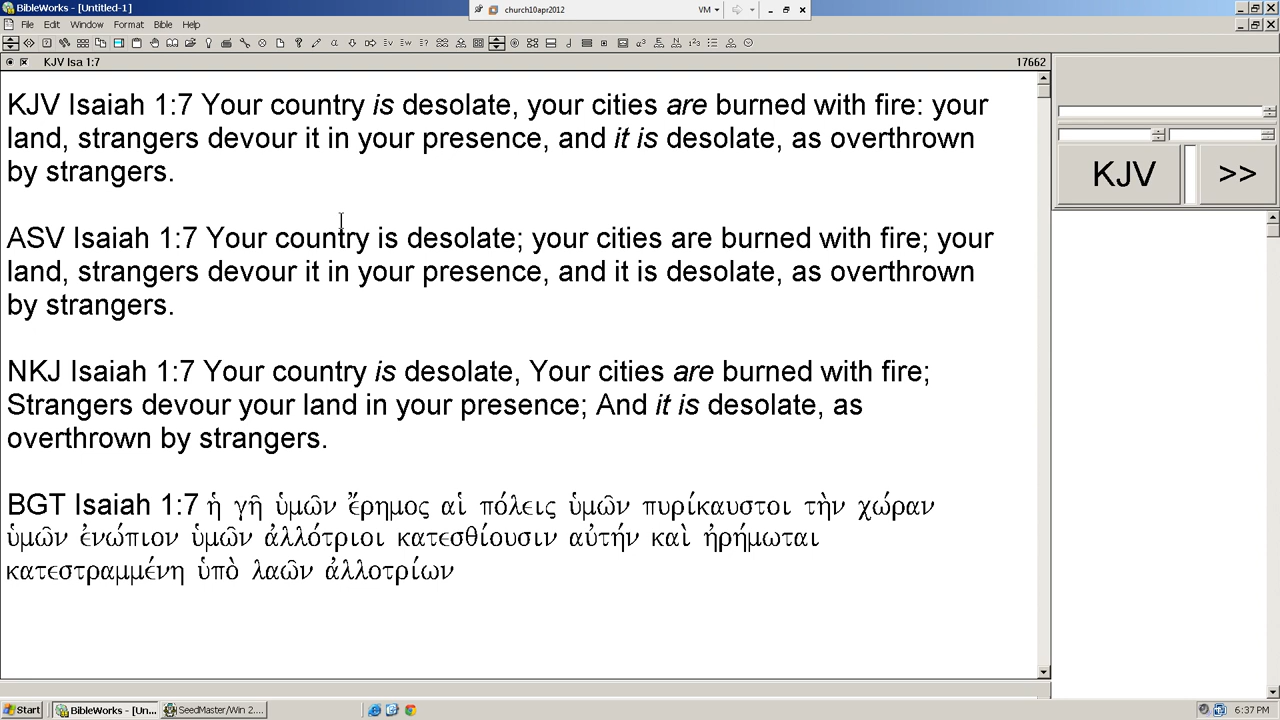 BibleWorks - [Untitled-1]
church10apr2012
VM
File Edit Window Format Bible Help
KJV Isa 1:7
17662
KJV Isaiah 1:7 Your country is desolate, your cities are burned with fire: your
land, strangers devour it in your presence, and it is desolate, as overthrown
by strangers.
ASV Isaiah 1:7 Your country is desolate; your cities are burned with fire; your
land, strangers devour it in your presence, and it is desolate, as overthrown
by strangers.
NKJ Isaiah 1:7 Your country is desolate, Your cities are burned with fire;
Strangers devour your land in your presence; And it is desolate, as
overthrown by strangers.
BGT Isaiah 1:7 ἡ γῆ ὑμῶν ἔρημος αἱ πόλεις ὑμῶν πυρίκαυστοι τὴν χώραν
ὑμῶν ἐνώπιον ὑμῶν ἀλλότριοι κατεσθίουσιν αὐτήν καὶ ἠρήμωται
κατεστραμμένη ὑπὸ λαῶν ἀλλοτρίων
KJV
>>
Start
BibleWorks - [Un...
SeedMaster/Win 2....
6:37 PM